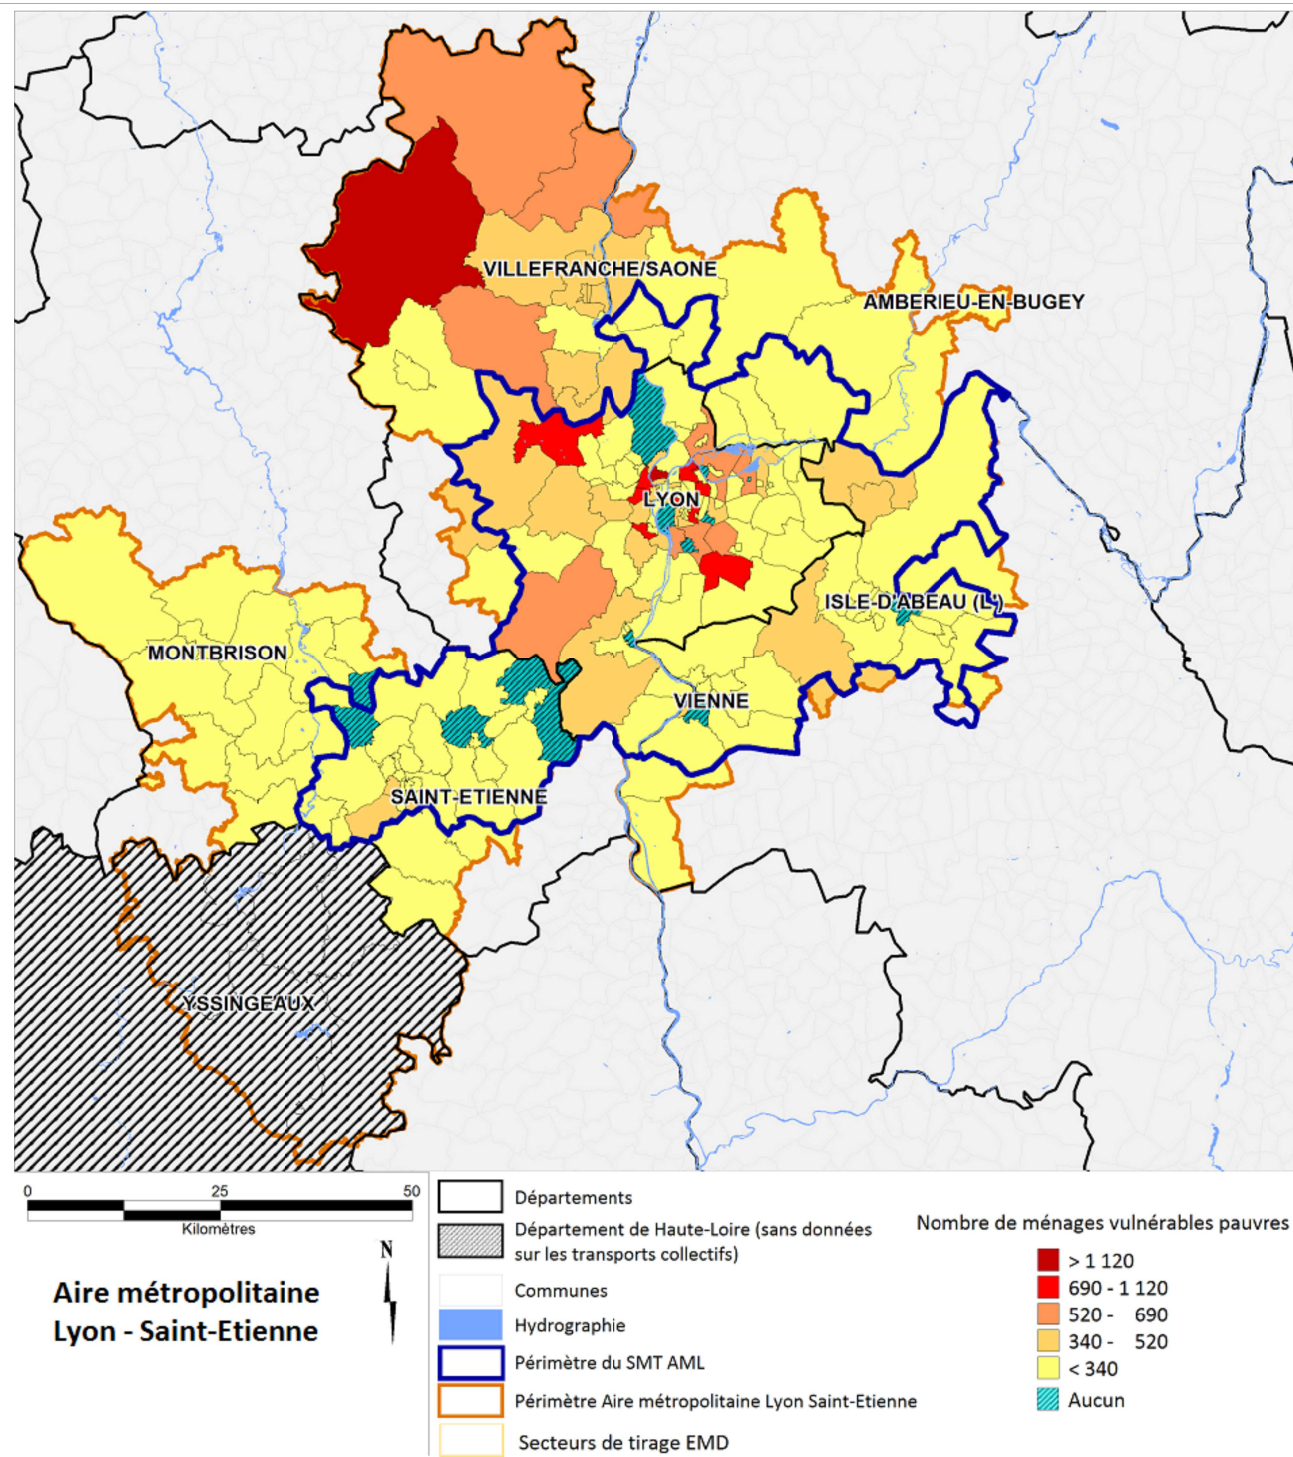 VILLEFRANCHE/SAONE
AMBERIEU-EN-BUGEY
LYON
ISLE-D'ABEAU (L')
MONTBRISON
VIENNE
SAINT-ETIENNE
YSSINGEAUX
0 25 50
Kilomètres
N
Aire métropolitaine
Lyon - Saint-Etienne
Départements
Département de Haute-Loire (sans données
sur les transports collectifs)
Communes
Hydrographie
Périmètre du SMT AML
Périmètre Aire métropolitaine Lyon Saint-Etienne
Secteurs de tirage EMD
Nombre de ménages vulnérables pauvres
> 1 120
690 - 1 120
520 - 690
340 - 520
< 340
Aucun